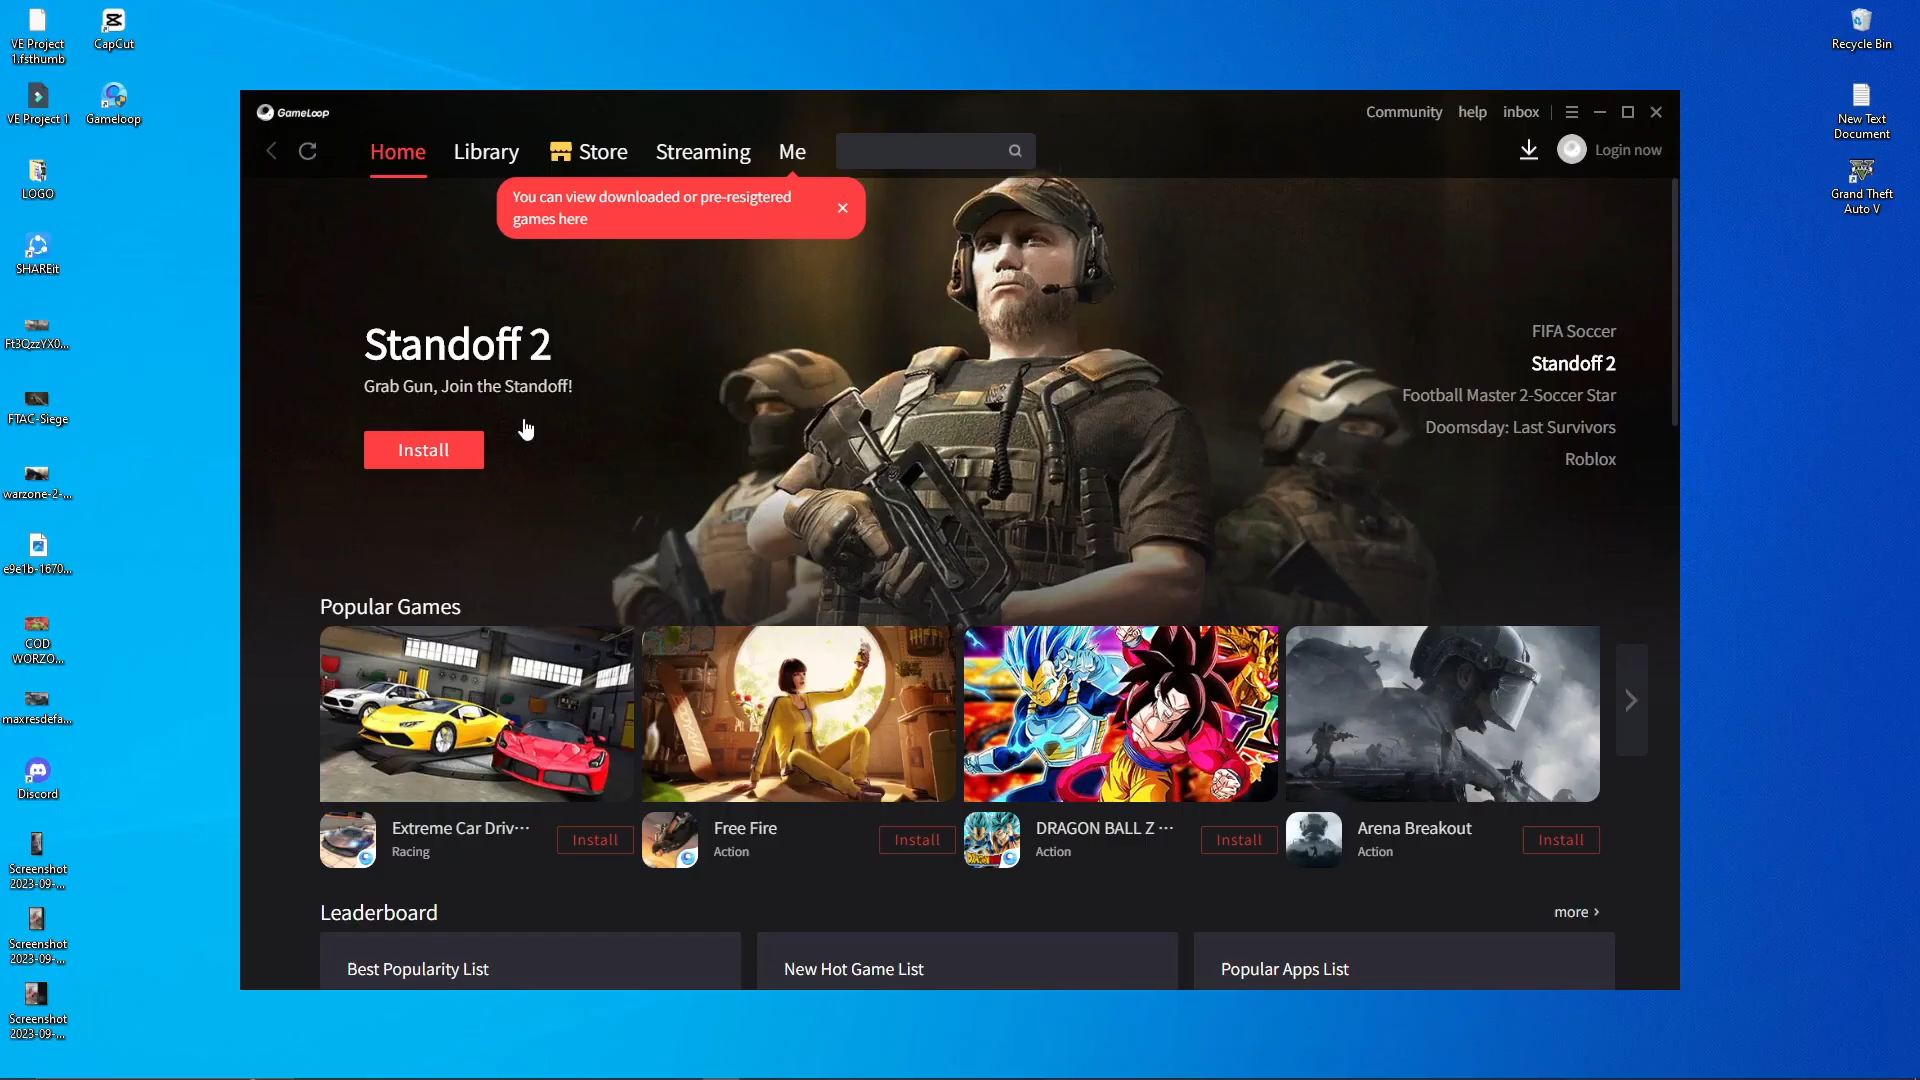 VE Project
1.fsthumb
CapCut
VE Project 1
Gameloop
LOGO
SHAREit
Ft3QzzYX0...
FTAC-Siege
warzone-2-...
e9e1b-1670...
COD
WORZO...
maxresdefa...
Discord
Screenshot
2023-09-...
Screenshot
2023-09-...
Screenshot
2023-09-...
GameLoop
Community help inbox
Home Library Store Streaming Me
Login now
You can view downloaded or pre-resigtered
games here
Standoff 2
Grab Gun, Join the Standoff!
Install
FIFA Soccer
Standoff 2
Football Master 2-Soccer Star
Doomsday: Last Survivors
Roblox
Popular Games
Extreme Car Driv···
Racing
Install
Free Fire
Action
Install
DRAGON BALL Z ···
Action
Install
Arena Breakout
Action
Install
Leaderboard
more ›
Best Popularity List
New Hot Game List
Popular Apps List
Recycle Bin
New Text
Document
Grand Theft
Auto V